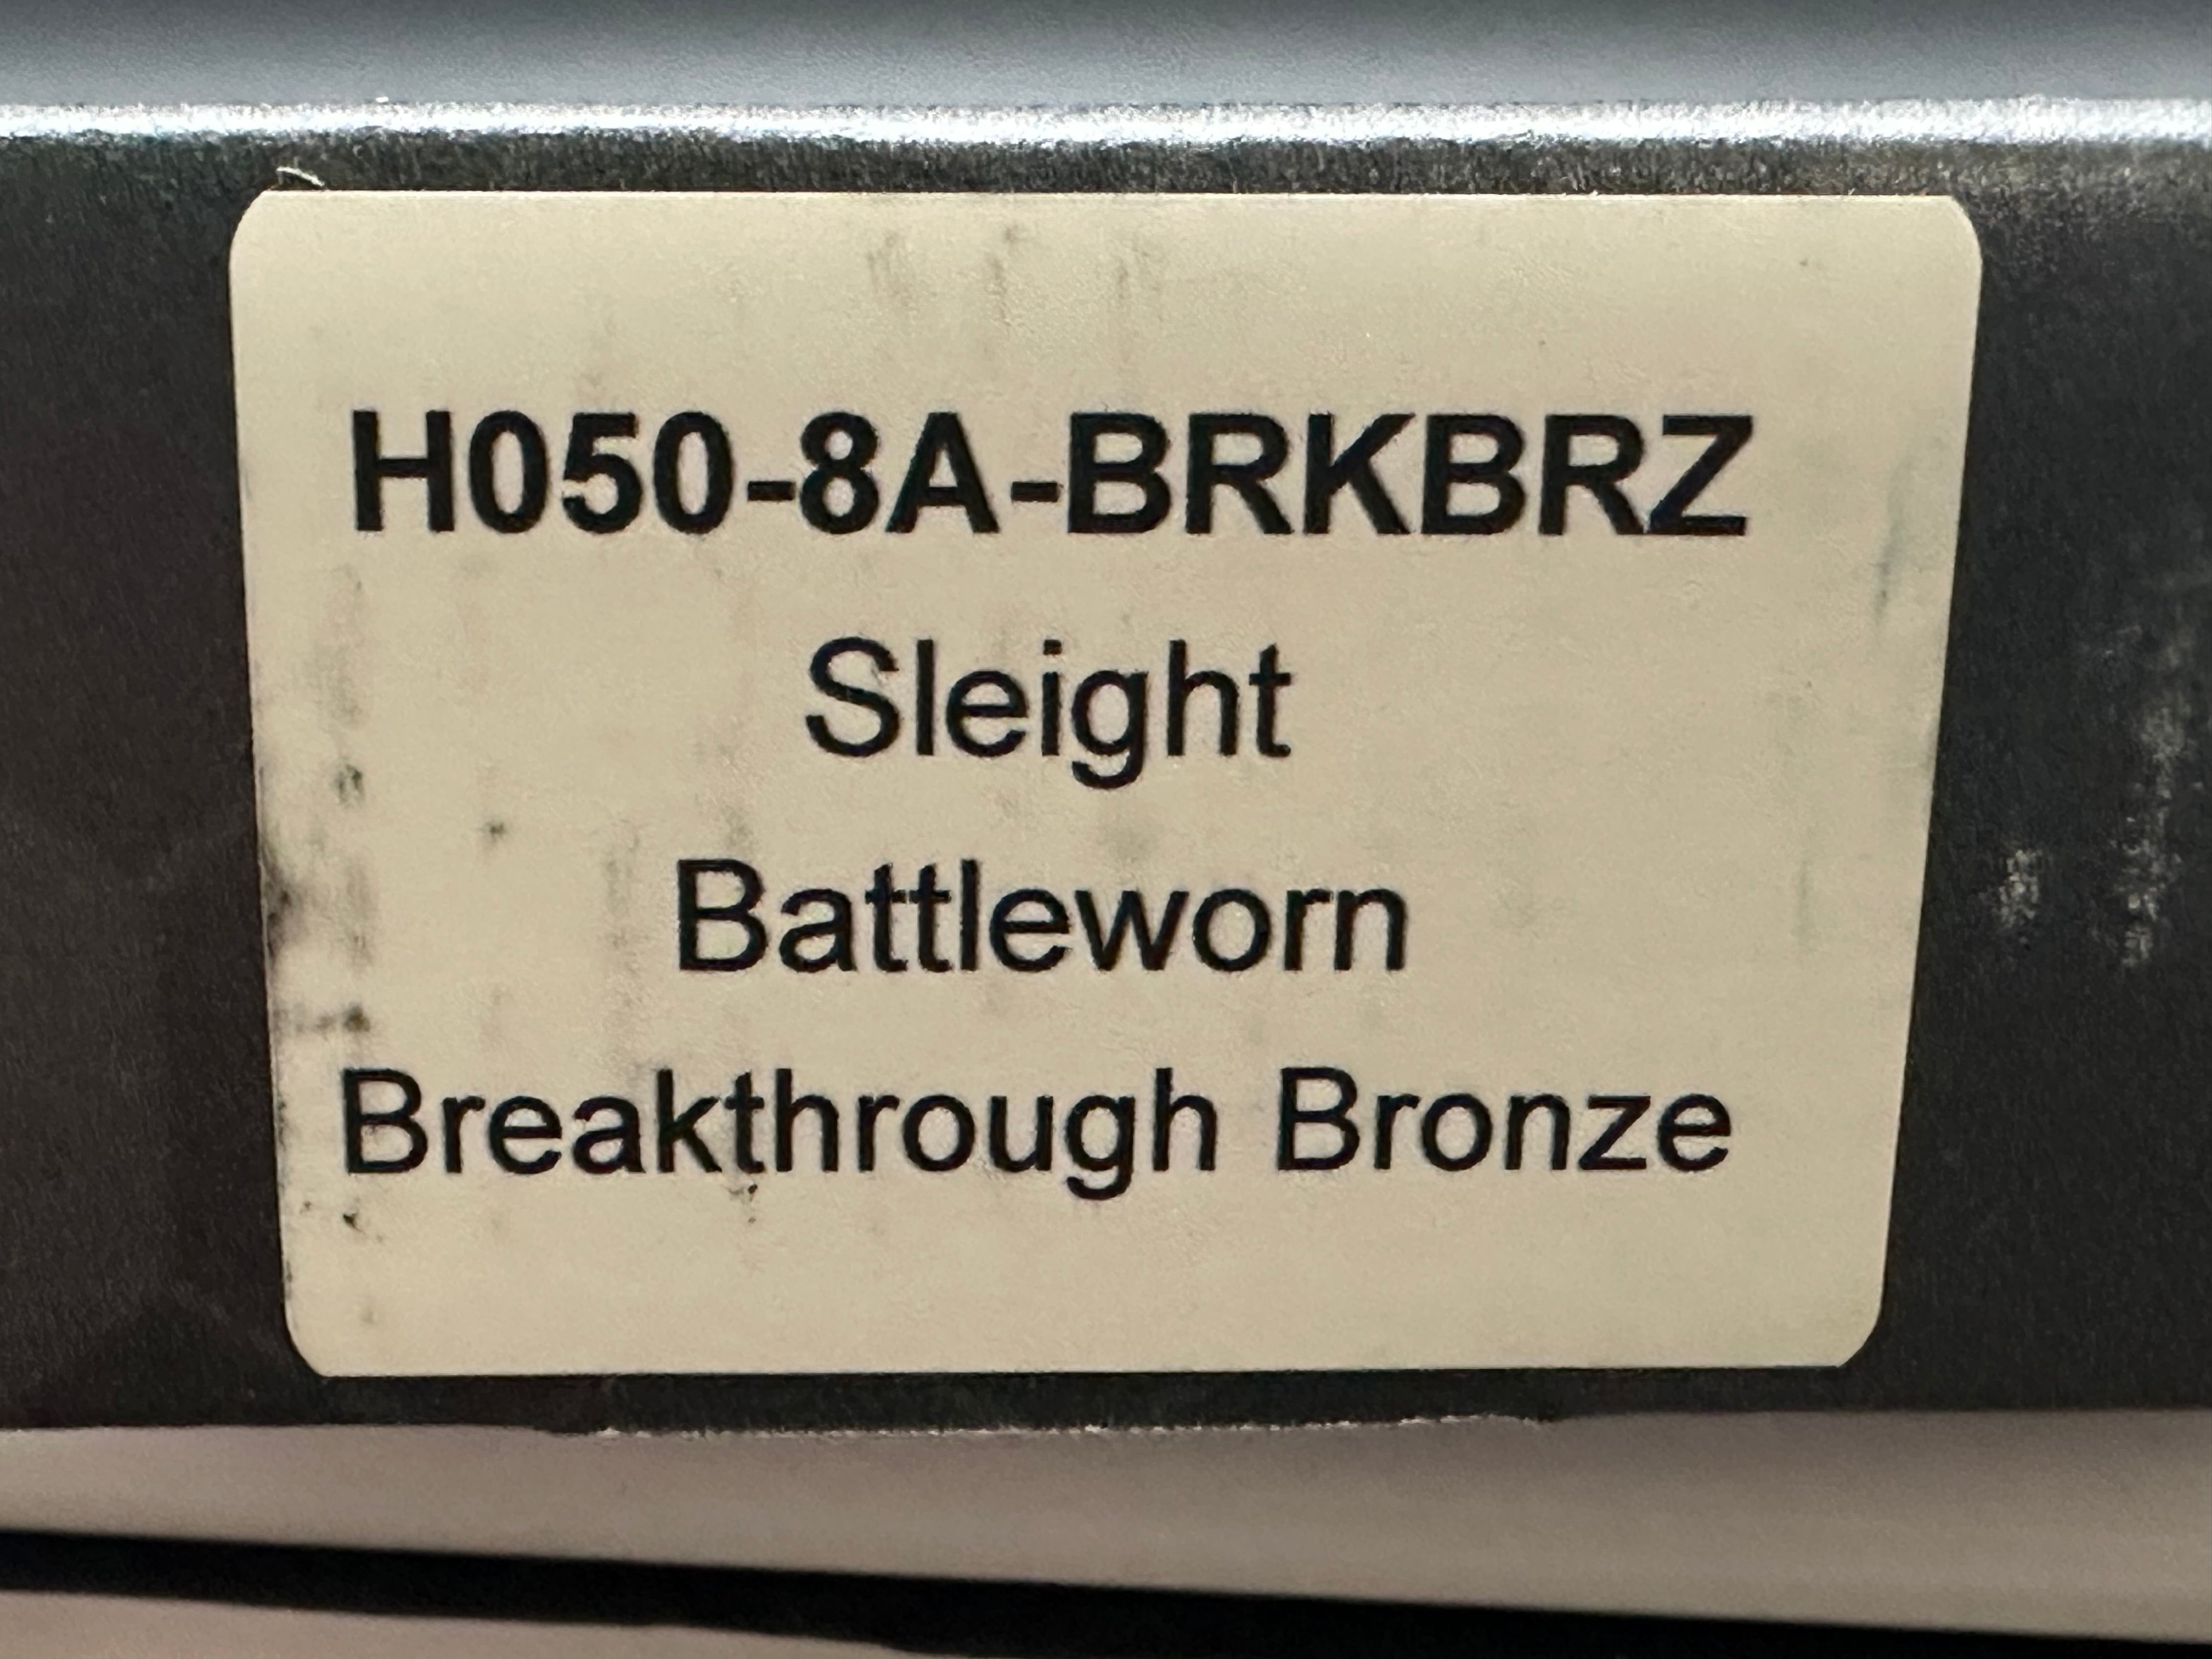 H050-8A-BRKBRZ
Sleight
Battleworn
Breakthrough Bronze